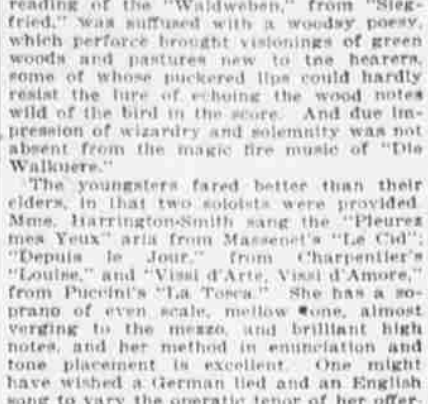 reading of the "Waldweben," from "Sieg-
fried," was suffused with a woodsy poesy,
which perforce brought visionings of green
woods and pastures new to tne hearers,
some of whose puckered lips could hardly
resist the lure of echoing the wood notes
wild of the bird in the score. And due im-
pression of wizardry and solemnity was not
absent from the magic fire music of "Die
Walkuere."
The youngsters fared better than their
elders, in that two soloists were provided.
Mme. Harrington-Smith sang the "Pleurez
mes Yeux" aria from Massenet's "Le Cid";
"Depuis le Jour," from Charpentier's
"Louise," and "Vissi d'Arte, Vissi d'Amore,"
from Puccini's "La Tosca." She has a so-
prano of even scale, mellow tone, almost
verging to the mezzo, and brilliant high
notes, and her method in enunciation and
tone placement is excellent. One might
have wished a German lied and an English
song to vary the operatic tenor of her offer-